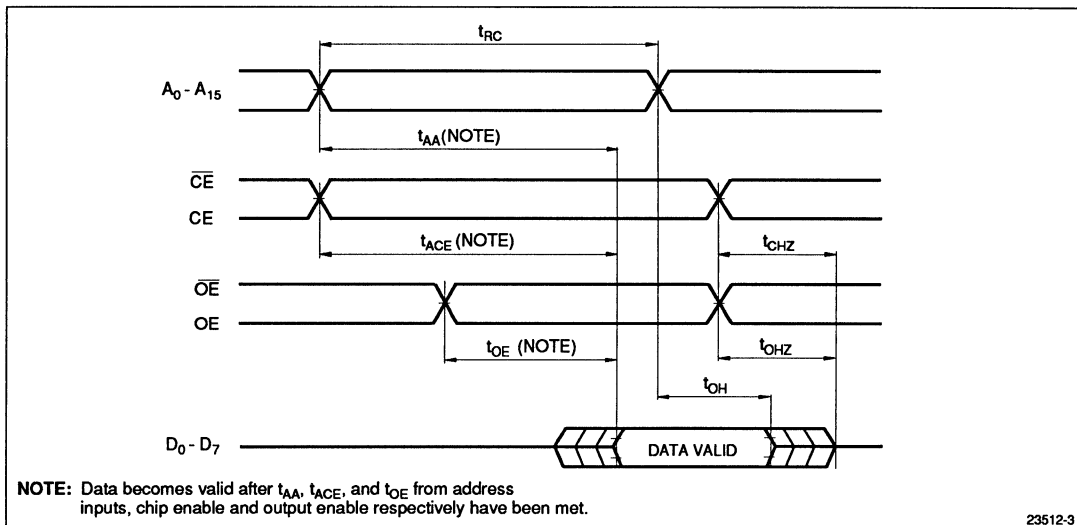 tRC
A0 - A15
tAA(NOTE)
CE
CE
tACE (NOTE)
tCHZ
OE
OE
tOE (NOTE)
tOHZ
tOH
D0 - D7
DATA VALID
NOTE: Data becomes valid after tAA, tACE, and tOE from address
inputs, chip enable and output enable respectively have been met.
23512-3